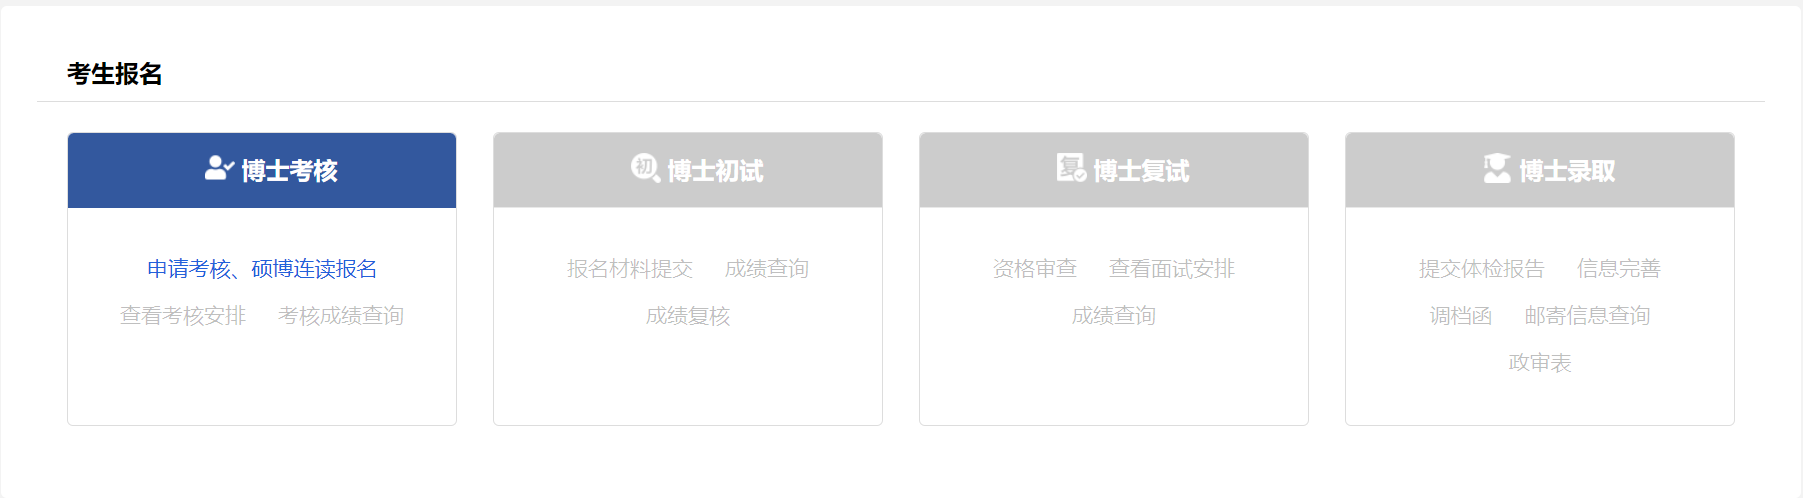 考生报名
博士考核
申请考核、硕博连读报名
查看考核安排 考核成绩查询
初 博士初试
报名材料提交 成绩查询
成绩复核
复 博士复试
资格审查 查看面试安排
成绩查询
博士录取
提交体检报告 信息完善
调档函 邮寄信息查询
政审表